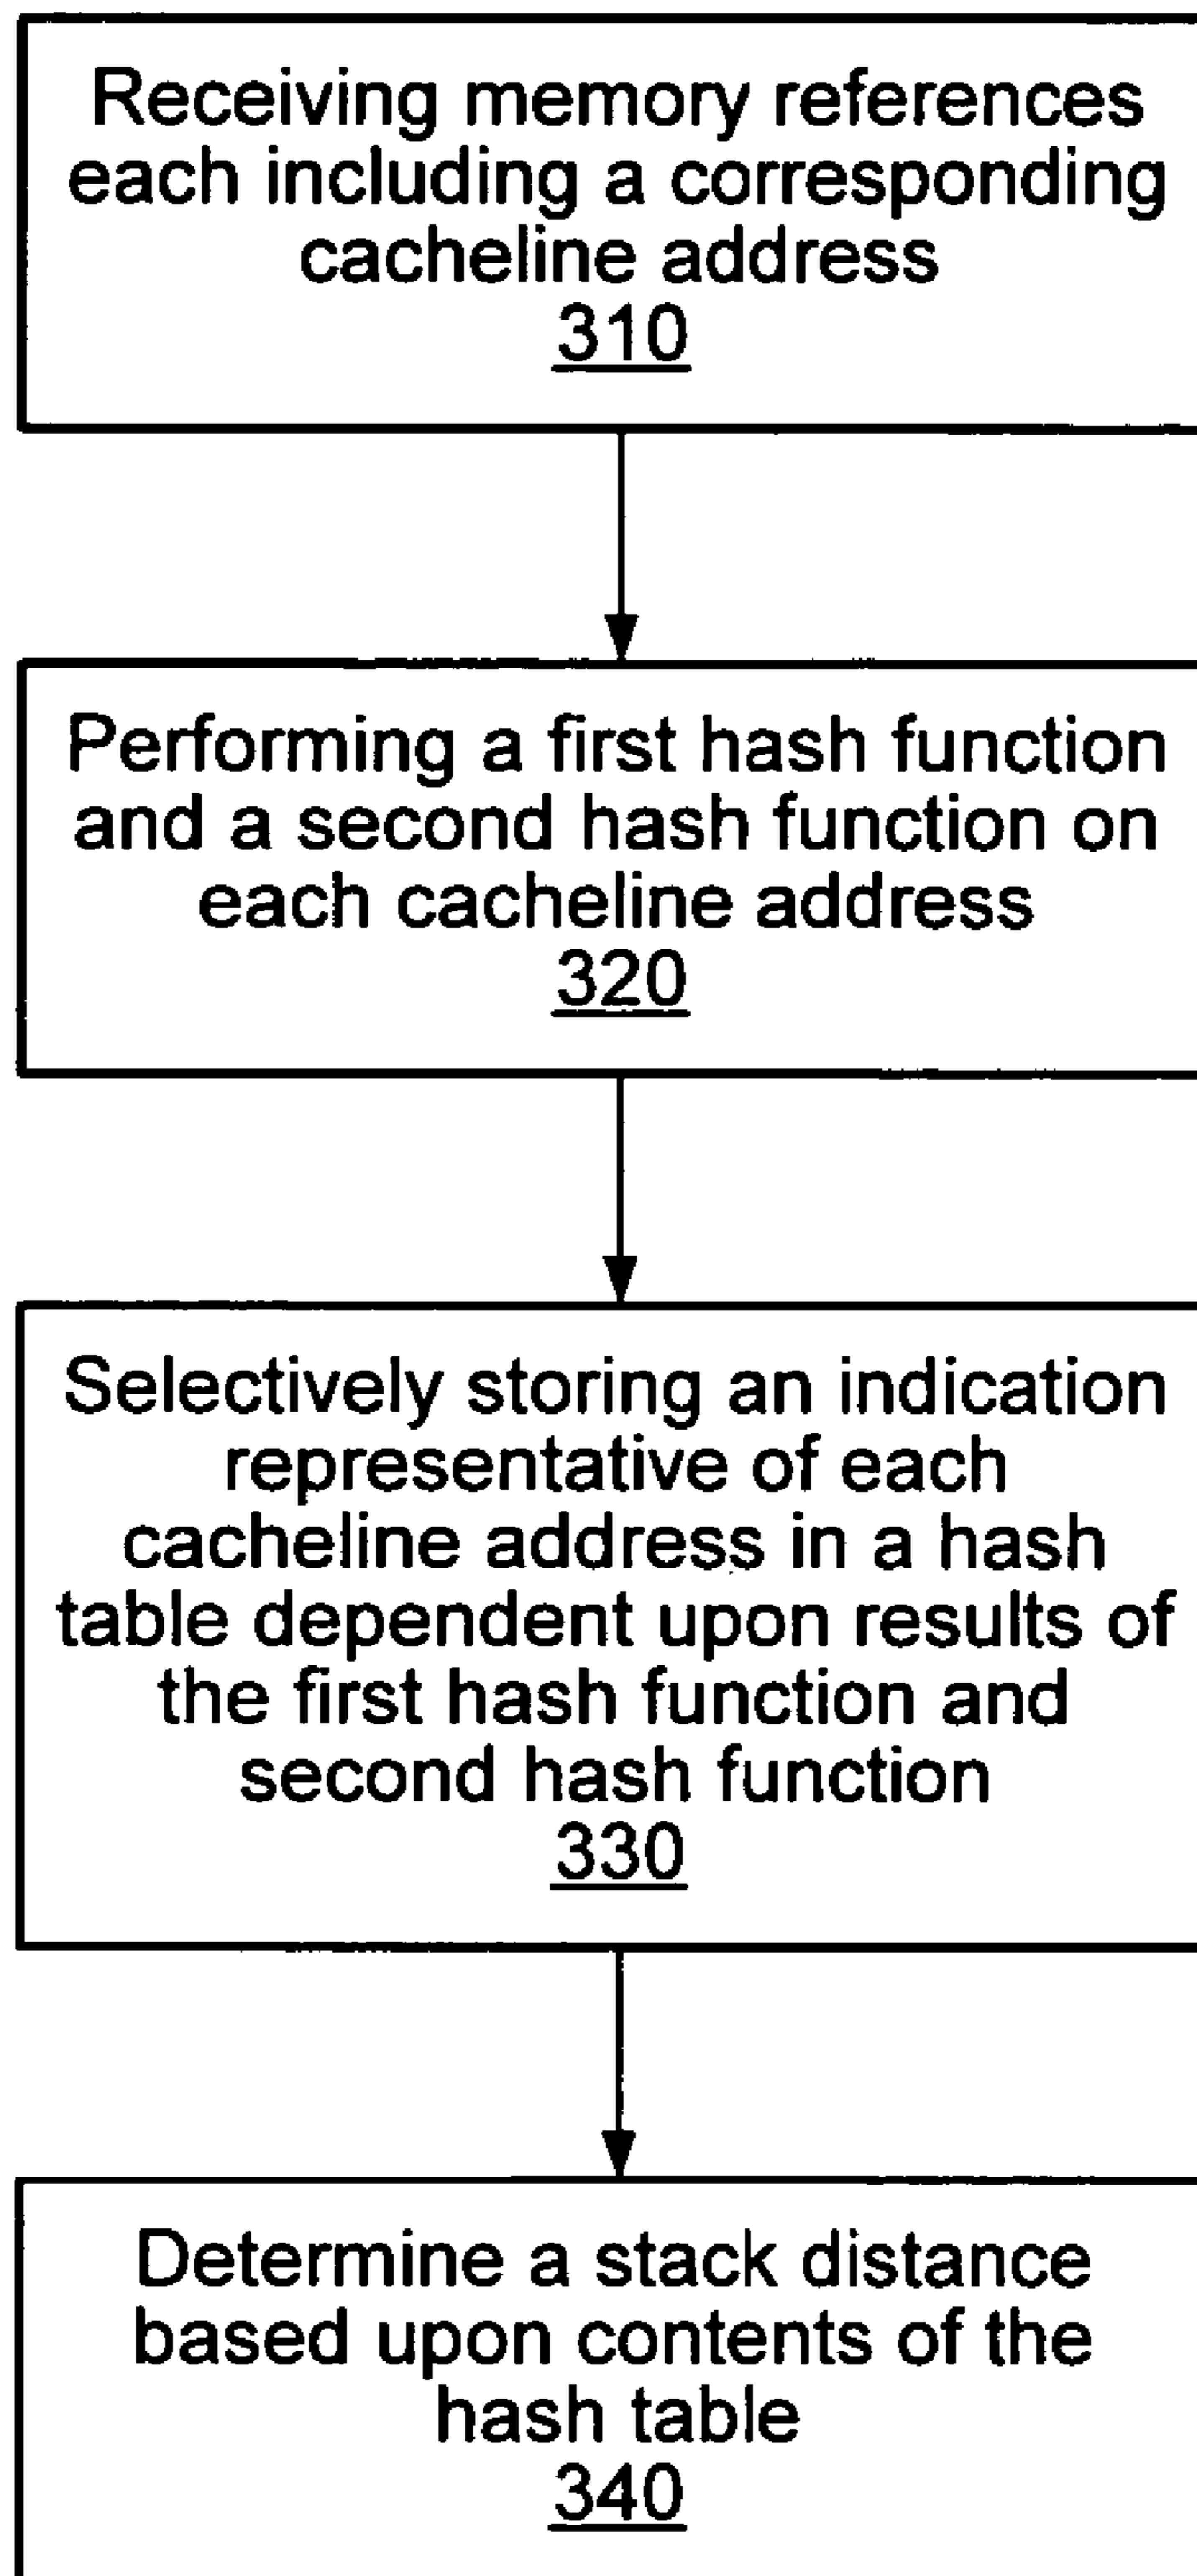 Receiving memory references
each including a corresponding
cacheline address
310
Performing a first hash function
and a second hash function on
each cacheline address
320
Selectively storing an indication
representative of each
cacheline address in a hash
table dependent upon results of
the first hash function and
second hash function
330
Determine a stack distance
based upon contents of the
hash table
340